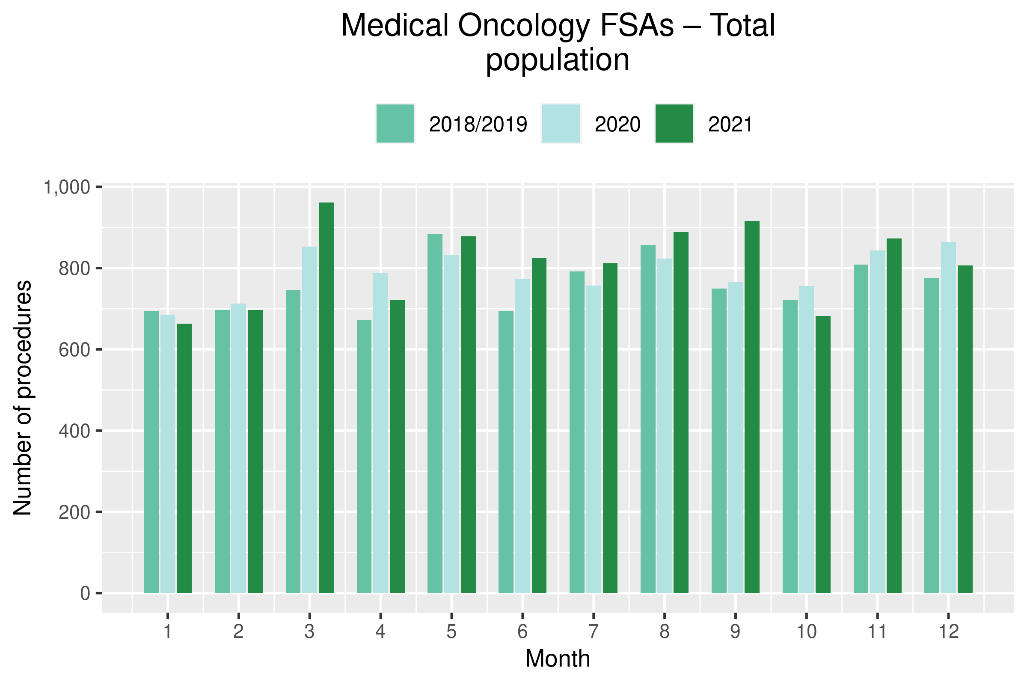 Medical Oncology FSAs – Total
population
2018/2019 2020 2021
1,000
800
600
400
200
0
Number of procedures
1 2 3 4 5 6 7 8 9 10 11 12
Month